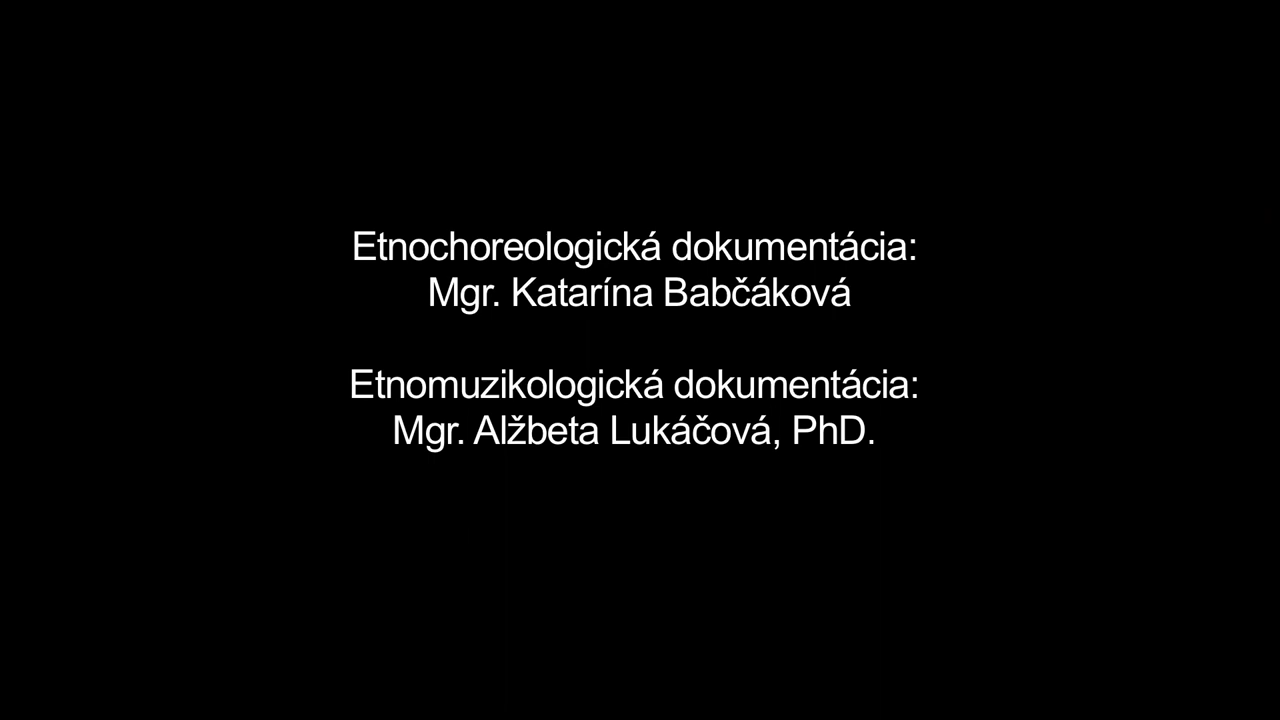 Etnochoreologická dokumentácia:
Mgr. Katarína Babčáková
Etnomuzikologická dokumentácia:
Mgr. Alžbeta Lukáčová, PhD.